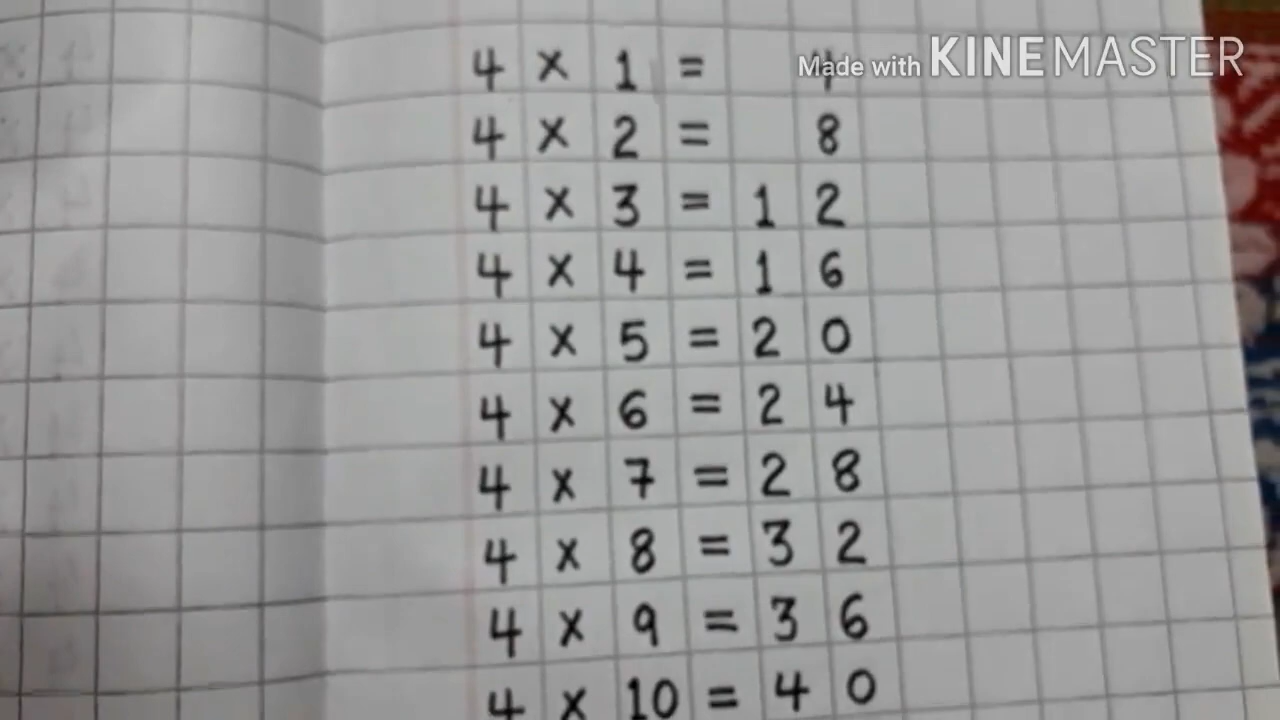 Made with KINEMASTER
4 × 1 = 4
4 × 2 = 8
4 × 3 = 12
4 × 4 = 16
4 × 5 = 20
4 × 6 = 24
4 × 7 = 28
4 × 8 = 32
4 × 9 = 36
4 × 10 = 40